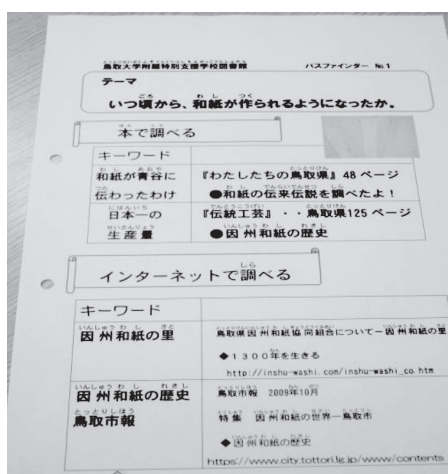 鳥取大学附属特別支援学校図書館 パスファインダー №1
テーマ
いつ頃から、和紙が作られるようになったか。
本で調べる
キーワード
和紙が青谷に 『わたしたちの鳥取県』48ページ
伝わったわけ ●和紙の伝来伝説を調べたよ!
日本一の 『伝統工芸』・・鳥取県125ページ
生産量 ●因州和紙の歴史
インターネットで調べる
キーワード
因州和紙の里 鳥取県因州和紙協同組合について－因州和紙の里
◆1300年を生きる
http://inshu-washi.com/inshu-washi_co.htm
因州和紙の歴史 鳥取市報 2009年10月
鳥取市報 特集 因州和紙の世界－鳥取市
◆因州和紙の歴史
https://www.city.tottori.lg.jp/www/contents